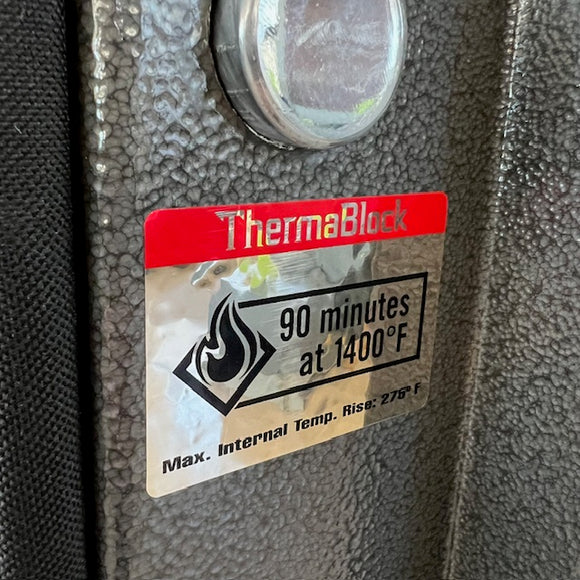 ThermaBlock
90 minutes
at 1400°F
Max. Internal Temp. Rise: 275° F